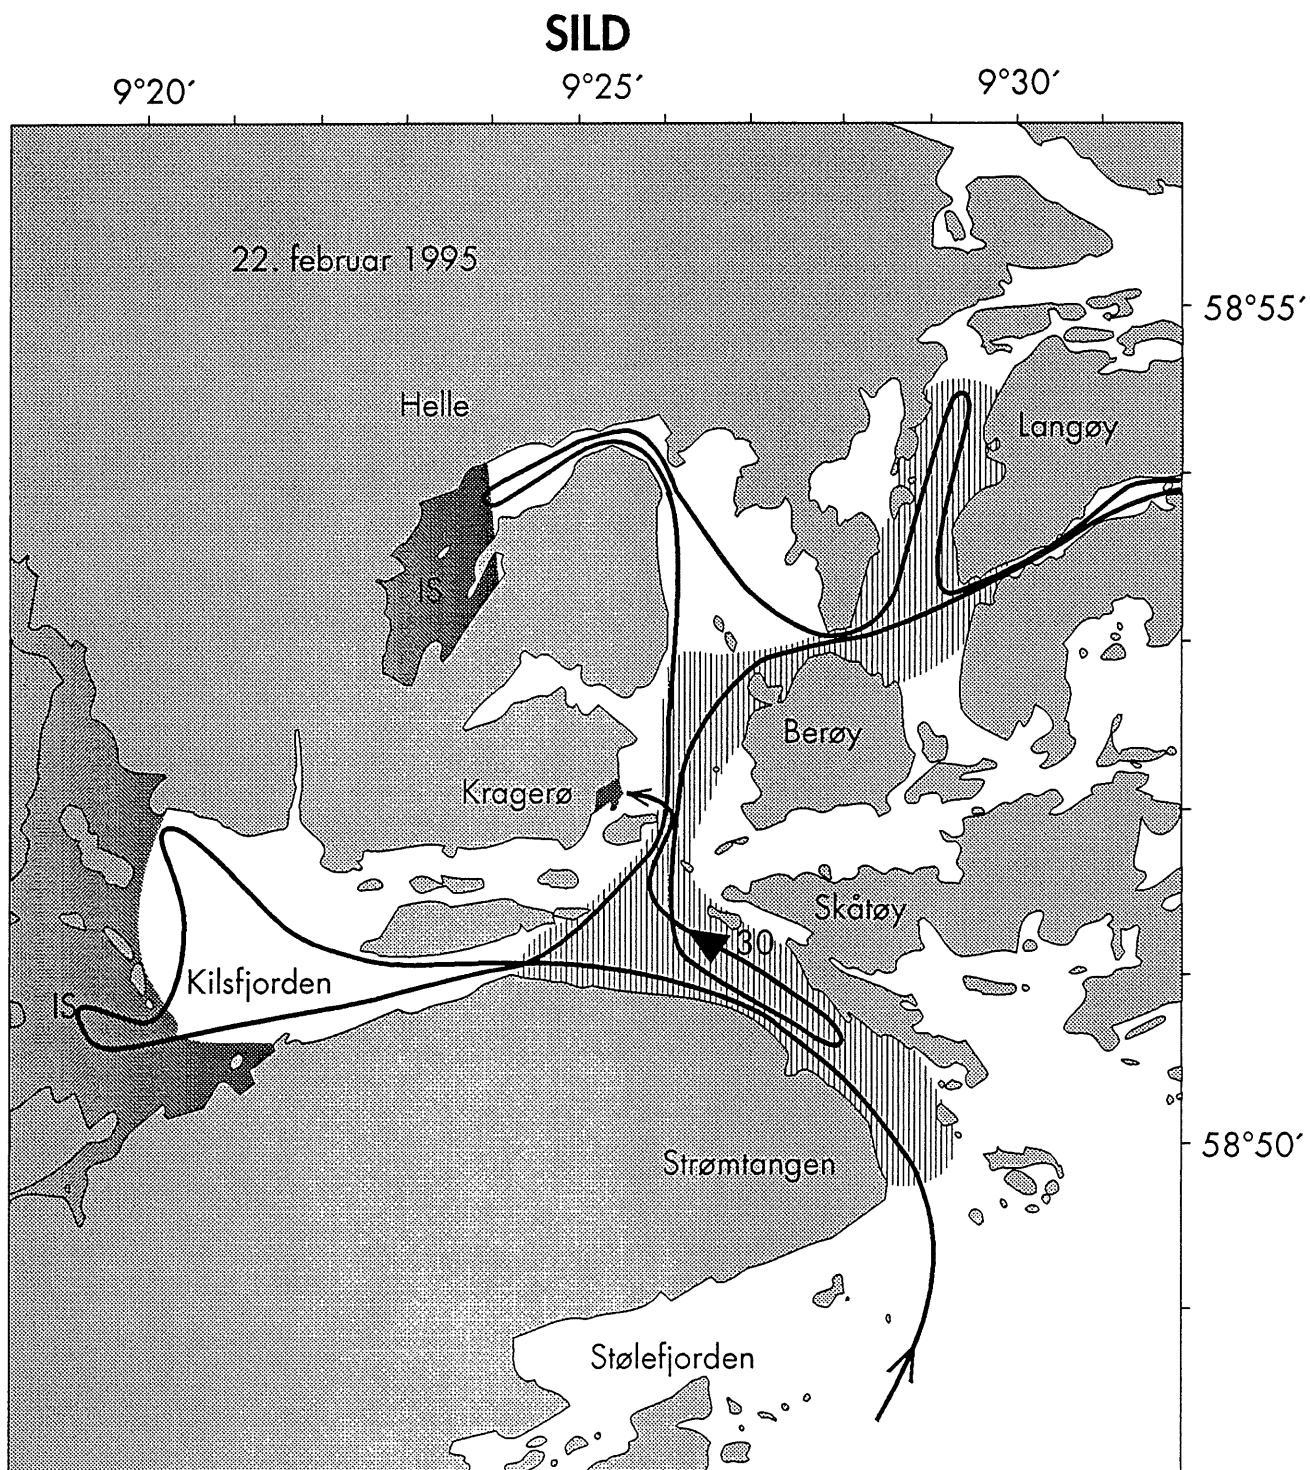 SILD
9°20′
9°25′
9°30′
22. februar 1995
58°55′
Helle
Langøy
IS
Berøy
Kragerø
Skåtøy
30
Kilsfjorden
IS
58°50′
Strømtangen
Stølefjorden